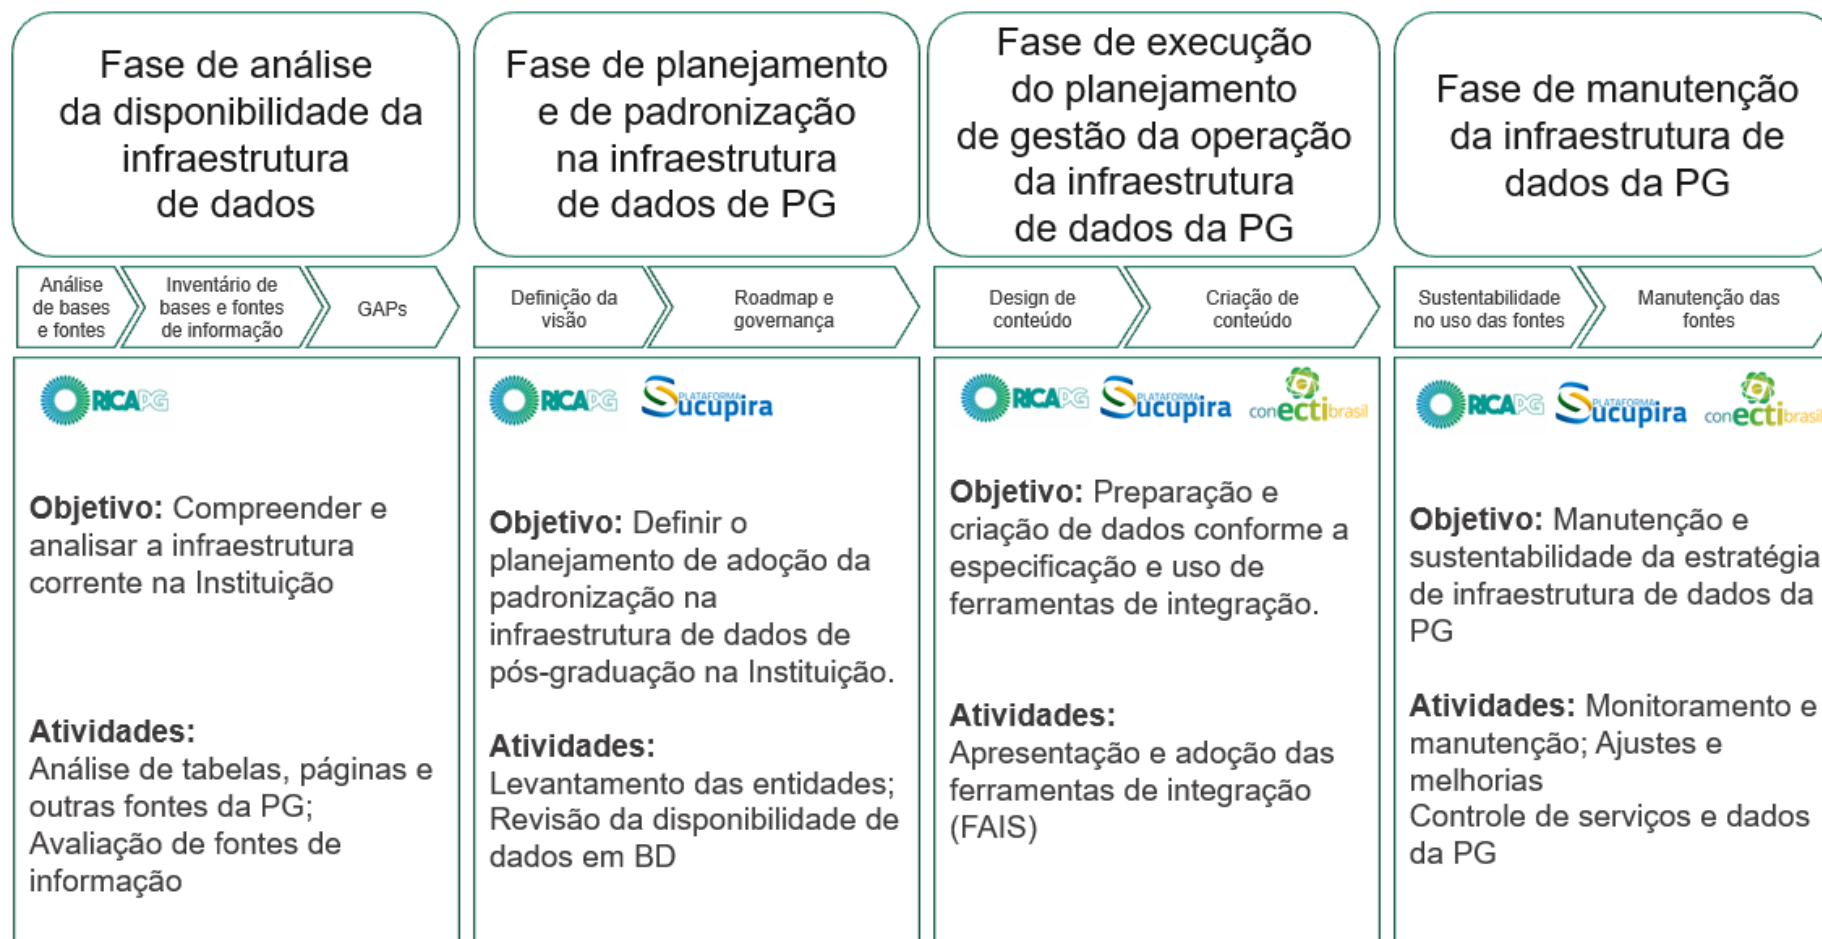 Fase de análise
da disponibilidade da
infraestrutura
de dados
Fase de planejamento
e de padronização
na infraestrutura
de dados de PG
Fase de execução
do planejamento
de gestão da operação
da infraestrutura
de dados da PG
Fase de manutenção
da infraestrutura de
dados da PG
Análise
de bases
e fontes
Inventário de
bases e fontes
de informação
GAPs
Definição da
visão
Roadmap e
governança
Design de
conteúdo
Criação de
conteúdo
Sustentabilidade
no uso das fontes
Manutenção das
fontes
RICAPG
Objetivo: Compreender e
analisar a infraestrutura
corrente na Instituição
Atividades:
Análise de tabelas, páginas e
outras fontes da PG;
Avaliação de fontes de
informação
RICAPG
PLATAFORMA
Sucupira
Objetivo: Definir o
planejamento de adoção da
padronização na
infraestrutura de dados de
pós-graduação na Instituição.
Atividades:
Levantamento das entidades;
Revisão da disponibilidade de
dados em BD
RICAPG
PLATAFORMA
Sucupira
conectibrasil
Objetivo: Preparação e
criação de dados conforme a
especificação e uso de
ferramentas de integração.
Atividades:
Apresentação e adoção das
ferramentas de integração
(FAIS)
RICAPG
PLATAFORMA
Sucupira
conectibrasil
Objetivo: Manutenção e
sustentabilidade da estratégia
de infraestrutura de dados da
PG
Atividades: Monitoramento e
manutenção; Ajustes e
melhorias
Controle de serviços e dados
da PG